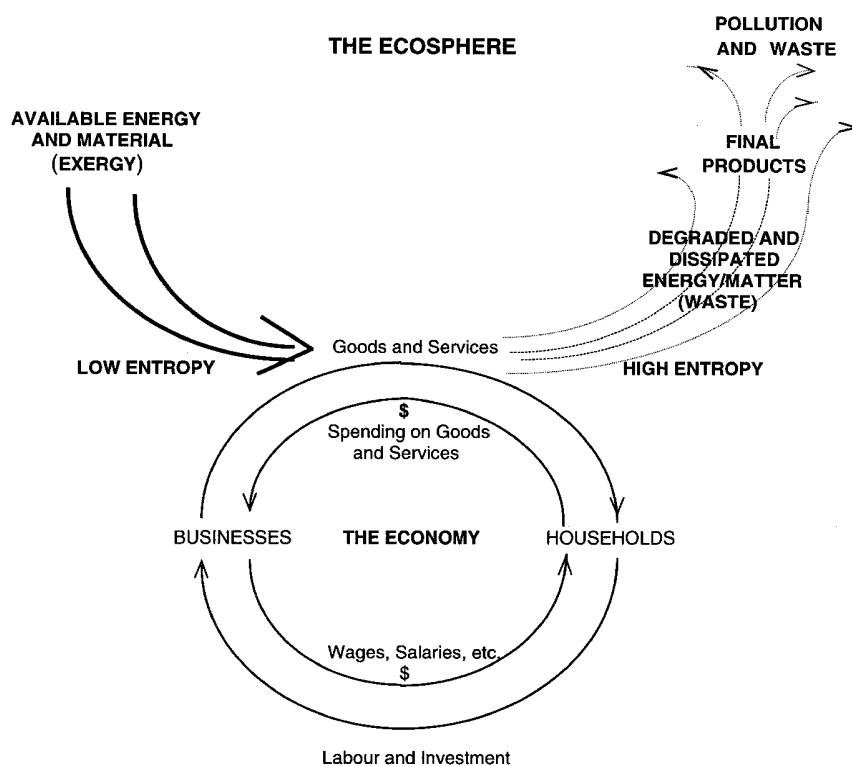 POLLUTION
AND WASTE
THE ECOSPHERE
AVAILABLE ENERGY
AND MATERIAL
(EXERGY)
FINAL
PRODUCTS
DEGRADED AND
DISSIPATED
ENERGY/MATTER
(WASTE)
Goods and Services
LOW ENTROPY
HIGH ENTROPY
$
Spending on Goods
and Services
BUSINESSES
THE ECONOMY
HOUSEHOLDS
Wages, Salaries, etc.
$
Labour and Investment